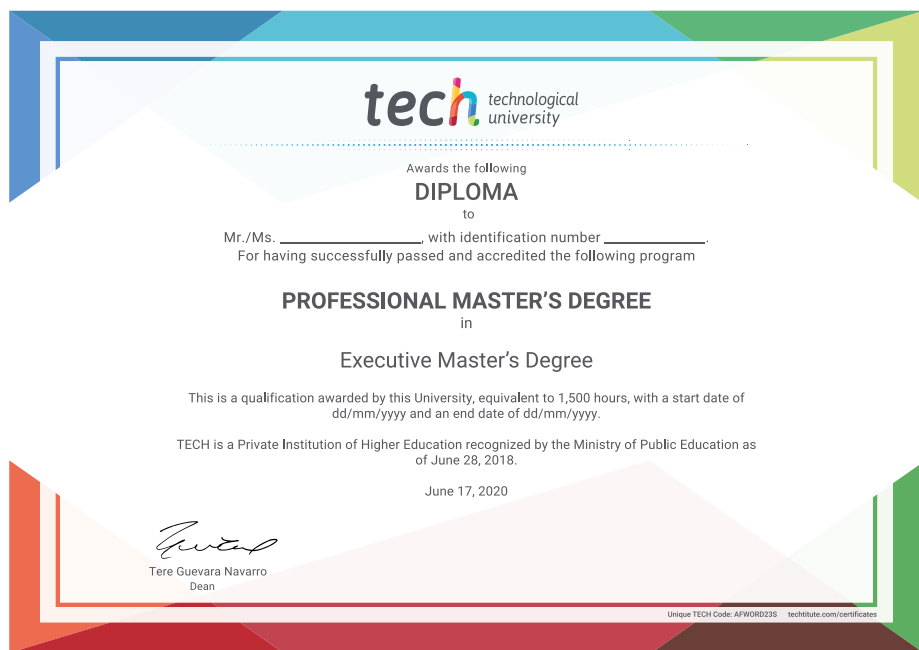 tech technological
university
Awards the following
DIPLOMA
to
Mr./Ms. ____________, with identification number ____________.
For having successfully passed and accredited the following program
PROFESSIONAL MASTER'S DEGREE
in
Executive Master's Degree
This is a qualification awarded by this University, equivalent to 1,500 hours, with a start date of
dd/mm/yyyy and an end date of dd/mm/yyyy.
TECH is a Private Institution of Higher Education recognized by the Ministry of Public Education as
of June 28, 2018.
June 17, 2020
Tere Guevara Navarro
Dean
Unique TECH Code: AFWORD23S techtitute.com/certificates